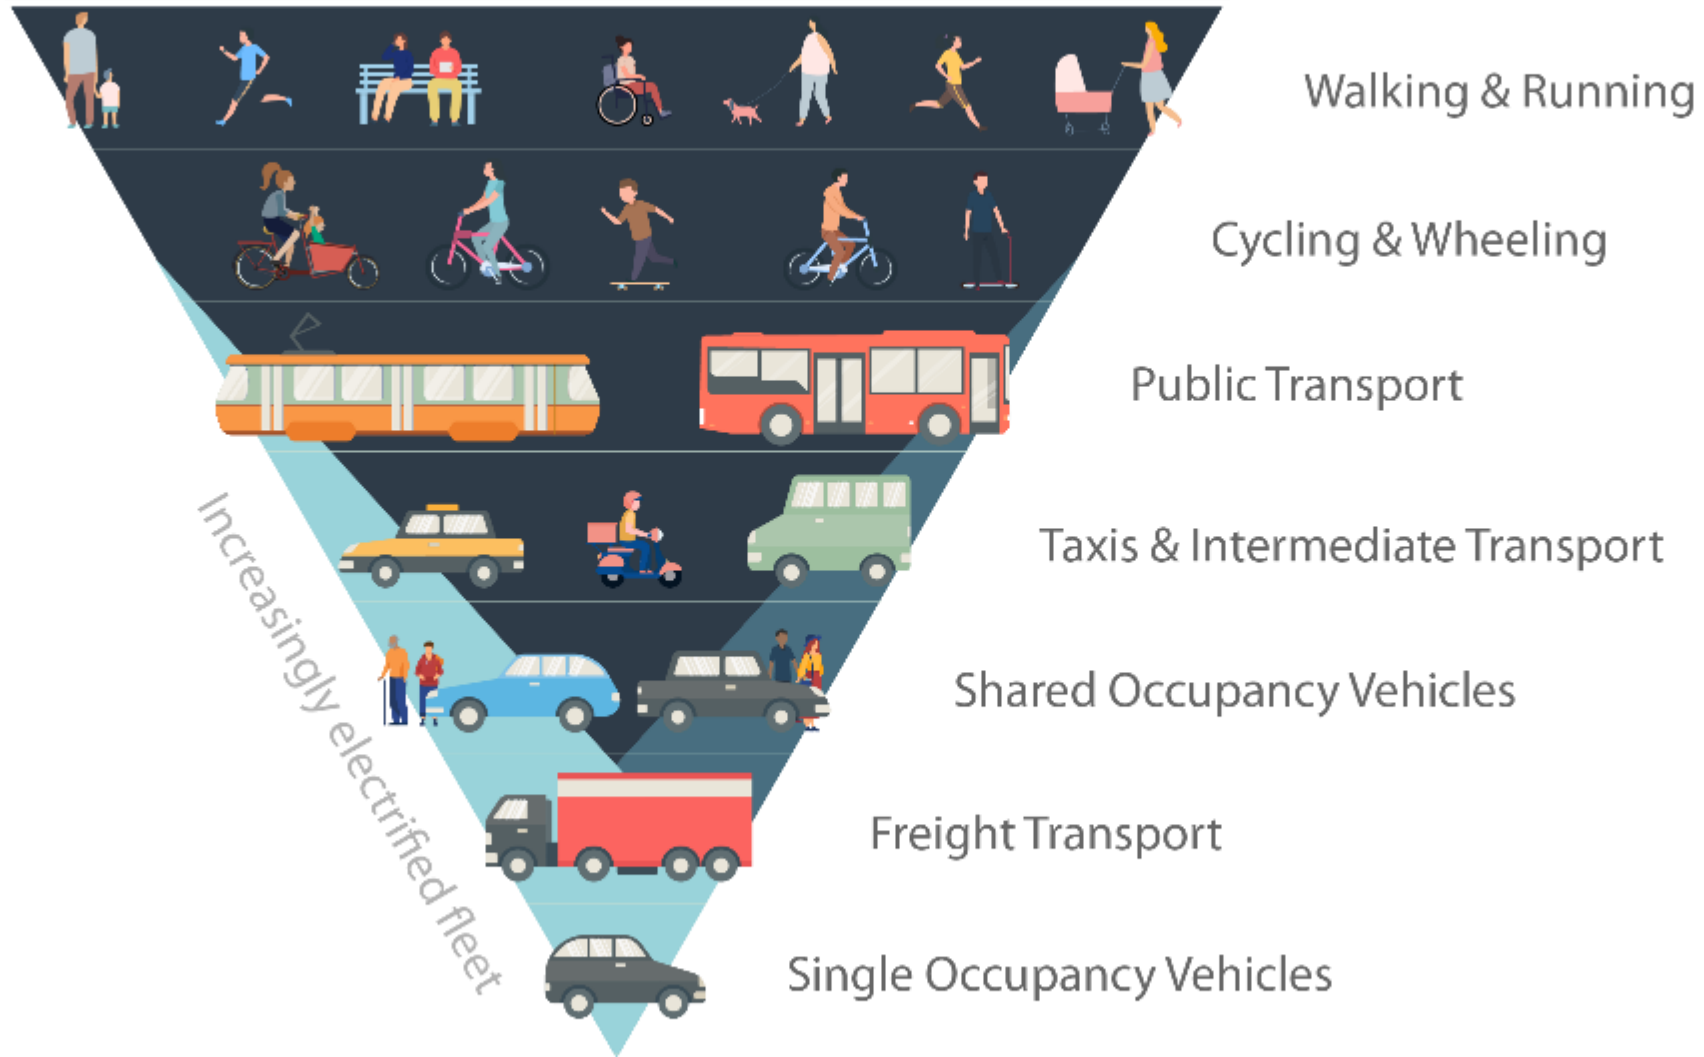 Walking & Running
Cycling & Wheeling
Public Transport
Taxis & Intermediate Transport
Shared Occupancy Vehicles
Freight Transport
Single Occupancy Vehicles
Increasingly electrified fleet